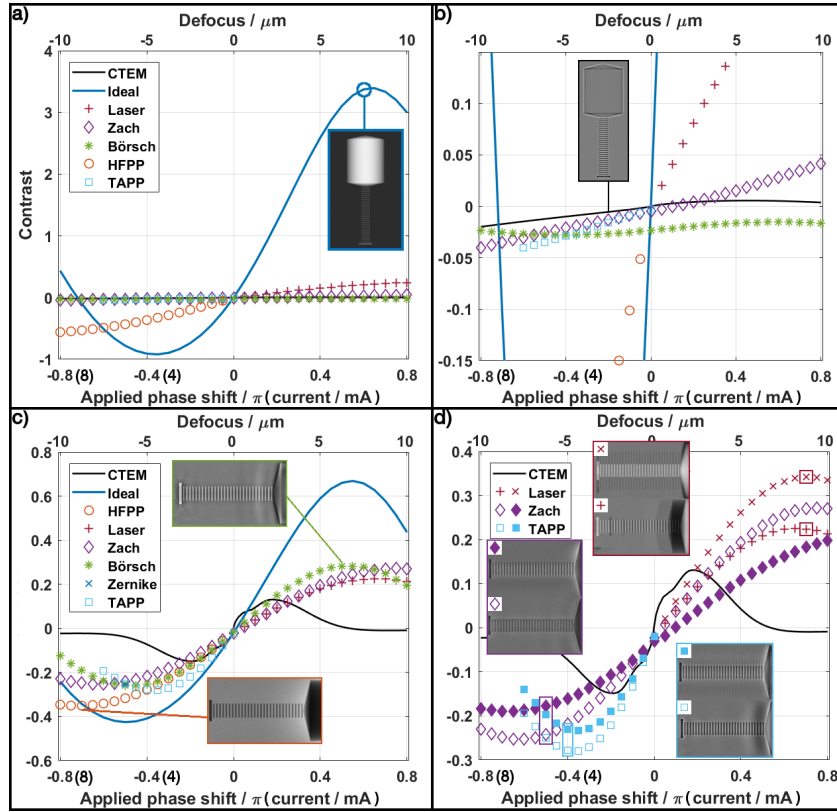 a)
Defocus / μm
-10 -5 0 5 10
4
3
2
1
0
-1
Contrast
CTEM
Ideal
Laser
Zach
Börsch
HFPP
TAPP
-0.8 (8) -0.4 (4) 0 0.4 0.8
Applied phase shift / π (current / mA)
b)
Defocus / μm
-10 -5 0 5 10
0.15
0.1
0.05
0
-0.05
-0.1
-0.15
-0.8 (8) -0.4 (4) 0 0.4 0.8
Applied phase shift / π (current / mA)
c)
Defocus / μm
-10 -5 0 5 10
0.6
0.4
0.2
0
-0.2
-0.4
-0.6
CTEM
Ideal
HFPP
Laser
Zach
Börsch
Zernike
TAPP
-0.8 (8) -0.4 (4) 0 0.4 0.8
Applied phase shift / π (current / mA)
d)
Defocus / μm
-10 -5 0 5 10
0.4
0.3
0.2
0.1
0
-0.1
-0.2
-0.3
CTEM
Laser
Zach
TAPP
-0.8 (8) -0.4 (4) 0 0.4 0.8
Applied phase shift / π (current / mA)